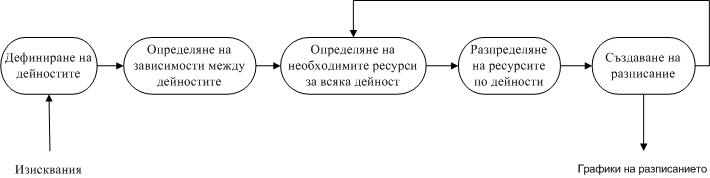 Дефиниране на
дейностите
Определяне на
зависимости между
дейностите
Определяне на
необходимите ресурси
за всяка дейност
Разпределяне
на ресурсите
по дейности
Създаване на
разписание
Изисквания
Графики на разписанието